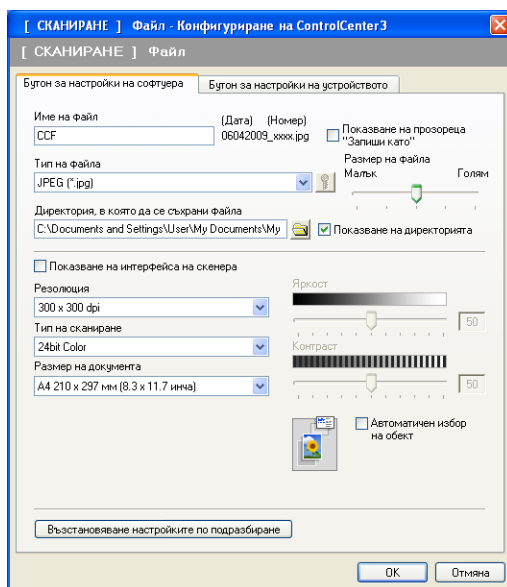 [ СКАНИРАНЕ ] Файл - Конфигуриране на ControlCenter3
[ СКАНИРАНЕ ] Файл
Бутон за настройки на софтуера
Бутон за настройки на устройството
Име на файл
(Дата) (Номер)
CCF
06042009_xxxx.jpg
Показване на прозореца
"Запиши като"
Тип на файла
JPEG (*.jpg)
Размер на файла
Малък Голям
Директория, в която да се съхрани файла
C:\Documents and Settings\User\My Documents\My
Показване на директорията
Показване на интерфейса на скенера
Резолюция
300 x 300 dpi
Тип на сканиране
24bit Color
Размер на документа
A4 210 x 297 мм (8.3 x 11.7 инча)
Яркост
50
Контраст
50
Автоматичен избор
на обект
Възстановяване настройките по подразбиране
OK
Отмяна